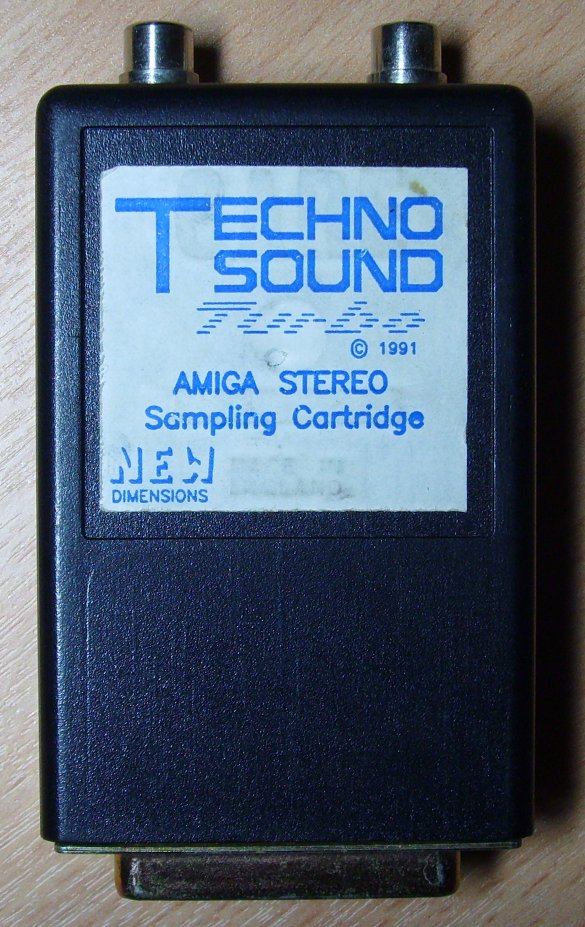 TECHNO
SOUND
Turbo
© 1991
AMIGA STEREO
Sampling Cartridge
NEW
DIMENSIONS